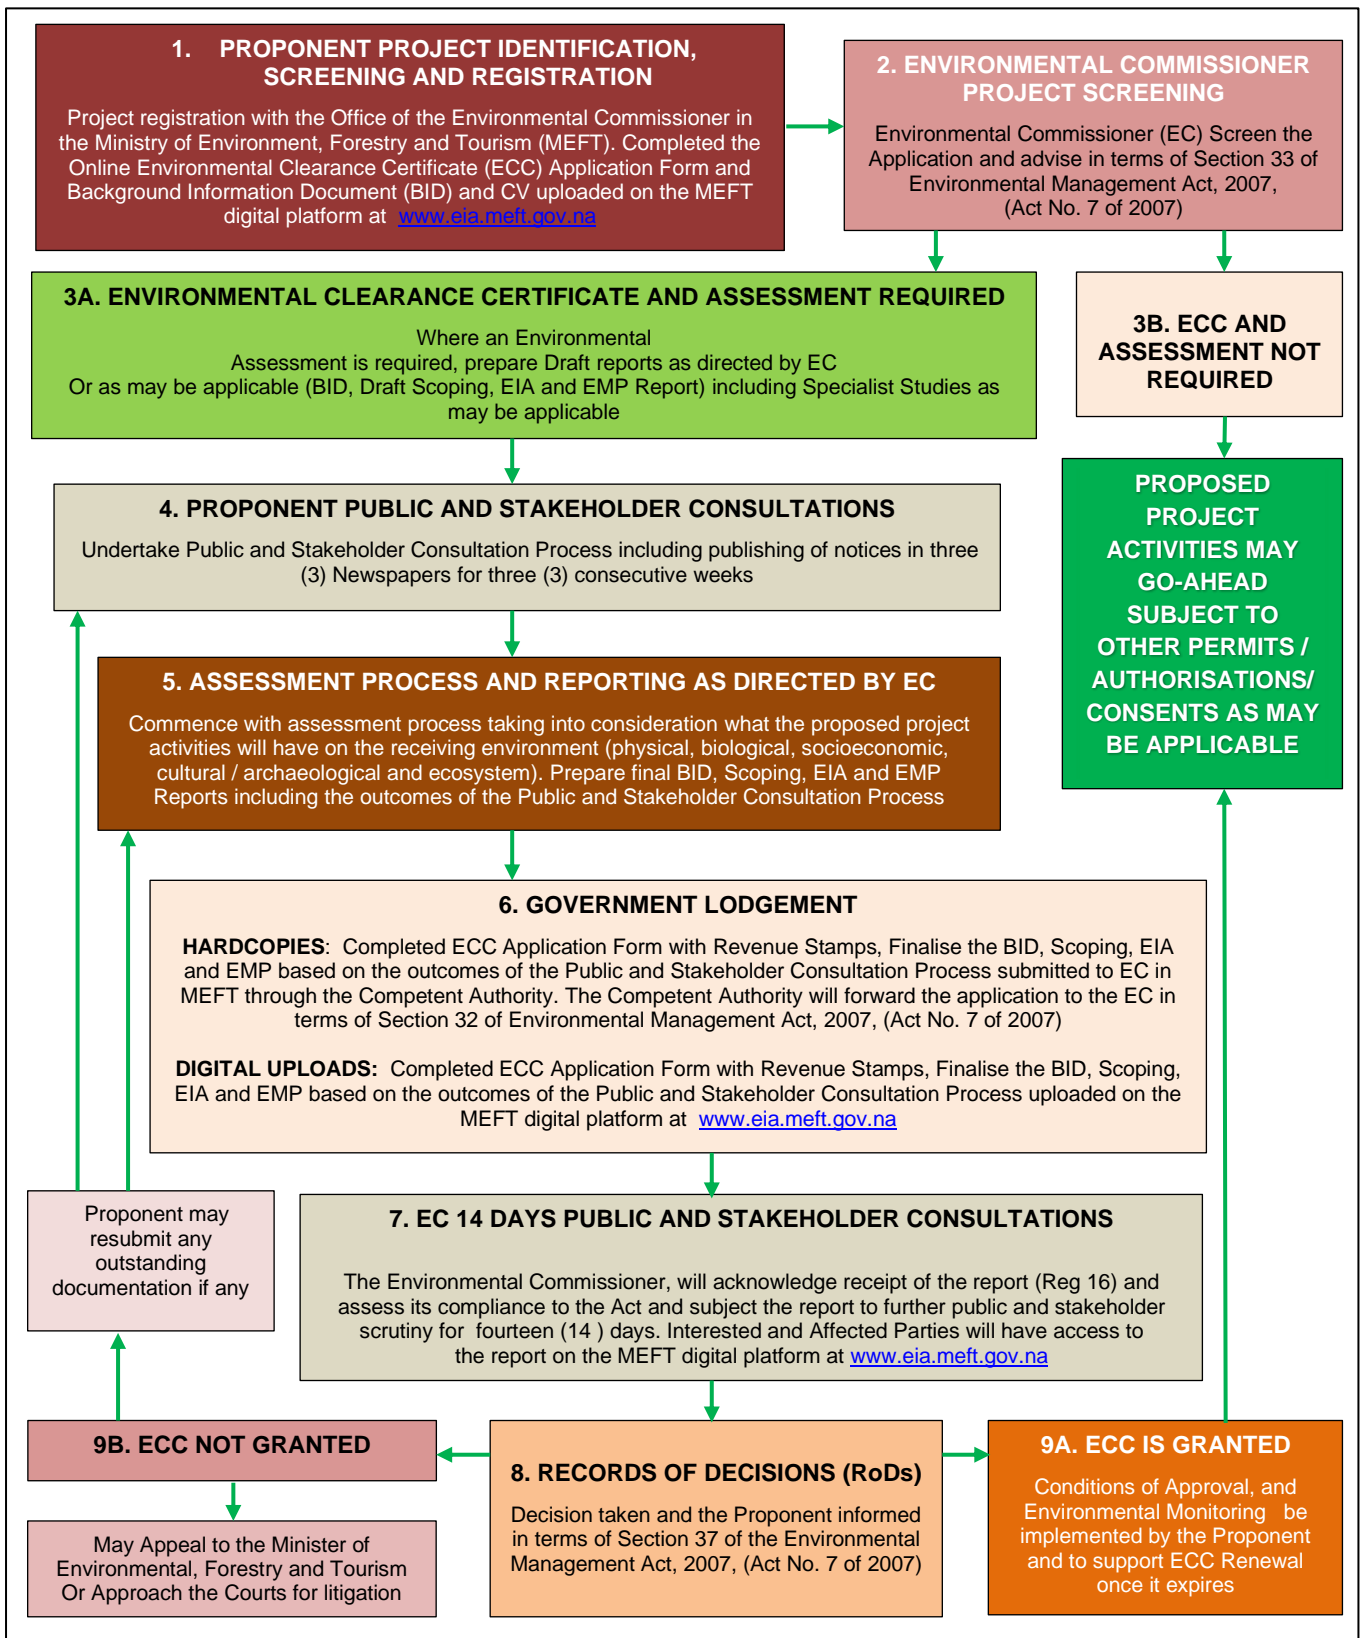 1. PROPONENT PROJECT IDENTIFICATION,
SCREENING AND REGISTRATION
Project registration with the Office of the Environmental Commissioner in
the Ministry of Environment, Forestry and Tourism (MEFT). Completed the
Online Environmental Clearance Certificate (ECC) Application Form and
Background Information Document (BID) and CV uploaded on the MEFT
digital platform at www.eia.meft.gov.na
2. ENVIRONMENTAL COMMISSIONER
PROJECT SCREENING
Environmental Commissioner (EC) Screen the
Application and advise in terms of Section 33 of
Environmental Management Act, 2007,
(Act No. 7 of 2007)
3A. ENVIRONMENTAL CLEARANCE CERTIFICATE AND ASSESSMENT REQUIRED
Where an Environmental
Assessment is required, prepare Draft reports as directed by EC
Or as may be applicable (BID, Draft Scoping, EIA and EMP Report) including Specialist Studies as
may be applicable
3B. ECC AND
ASSESSMENT NOT
REQUIRED
4. PROPONENT PUBLIC AND STAKEHOLDER CONSULTATIONS
Undertake Public and Stakeholder Consultation Process including publishing of notices in three
(3) Newspapers for three (3) consecutive weeks
PROPOSED
PROJECT
ACTIVITIES MAY
GO-AHEAD
SUBJECT TO
OTHER PERMITS /
AUTHORISATIONS/
CONSENTS AS MAY
BE APPLICABLE
5. ASSESSMENT PROCESS AND REPORTING AS DIRECTED BY EC
Commence with assessment process taking into consideration what the proposed project
activities will have on the receiving environment (physical, biological, socioeconomic,
cultural / archaeological and ecosystem). Prepare final BID, Scoping, EIA and EMP
Reports including the outcomes of the Public and Stakeholder Consultation Process
6. GOVERNMENT LODGEMENT
HARDCOPIES: Completed ECC Application Form with Revenue Stamps, Finalise the BID, Scoping, EIA
and EMP based on the outcomes of the Public and Stakeholder Consultation Process submitted to EC in
MEFT through the Competent Authority. The Competent Authority will forward the application to the EC in
terms of Section 32 of Environmental Management Act, 2007, (Act No. 7 of 2007)
DIGITAL UPLOADS: Completed ECC Application Form with Revenue Stamps, Finalise the BID, Scoping,
EIA and EMP based on the outcomes of the Public and Stakeholder Consultation Process uploaded on the
MEFT digital platform at www.eia.meft.gov.na
Proponent may
resubmit any
outstanding
documentation if any
7. EC 14 DAYS PUBLIC AND STAKEHOLDER CONSULTATIONS
The Environmental Commissioner, will acknowledge receipt of the report (Reg 16) and
assess its compliance to the Act and subject the report to further public and stakeholder
scrutiny for fourteen (14 ) days. Interested and Affected Parties will have access to
the report on the MEFT digital platform at www.eia.meft.gov.na
9B. ECC NOT GRANTED
May Appeal to the Minister of
Environmental, Forestry and Tourism
Or Approach the Courts for litigation
8. RECORDS OF DECISIONS (RoDs)
Decision taken and the Proponent informed
in terms of Section 37 of the Environmental
Management Act, 2007, (Act No. 7 of 2007)
9A. ECC IS GRANTED
Conditions of Approval, and
Environmental Monitoring be
implemented by the Proponent
and to support ECC Renewal
once it expires